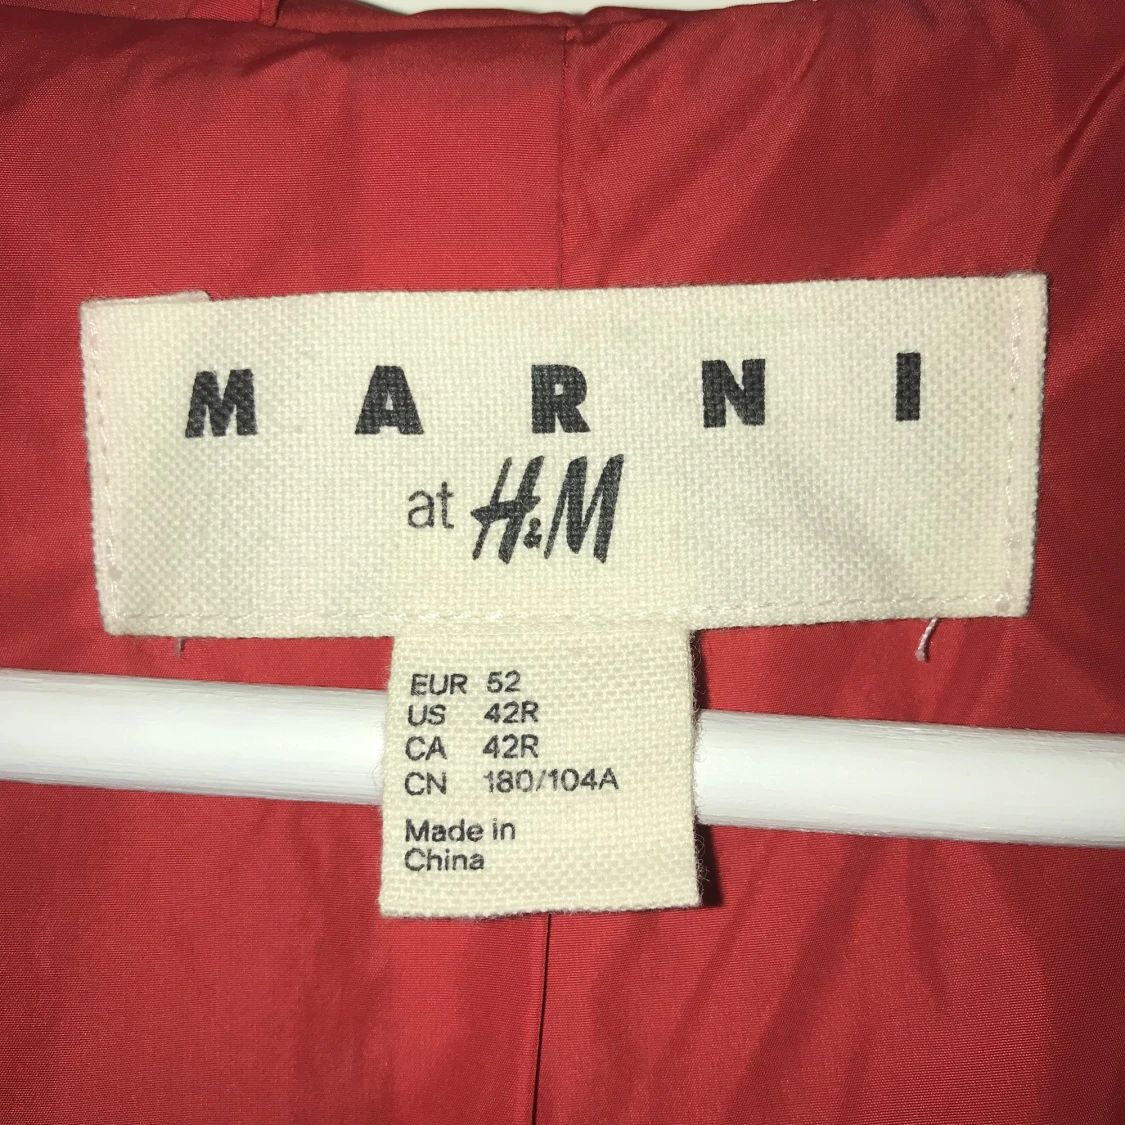 MARNI
at H&M
EUR 52
US 42R
CA 42R
CN 180/104A
Made in
China